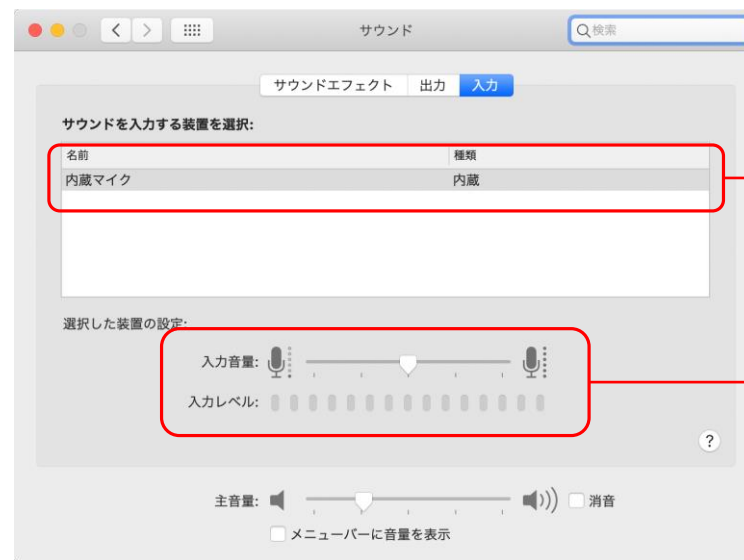 サウンド
検索
サウンドエフェクト 出力 入力
サウンドを入力する装置を選択:
名前 種類
内蔵マイク 内蔵
選択した装置の設定:
入力音量:
入力レベル:
?
主音量: 消音
メニューバーに音量を表示